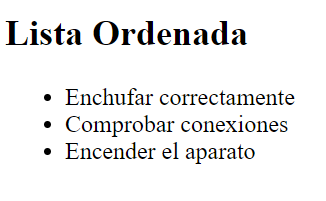 Lista Ordenada
• Enchufar correctamente
• Comprobar conexiones
• Encender el aparato